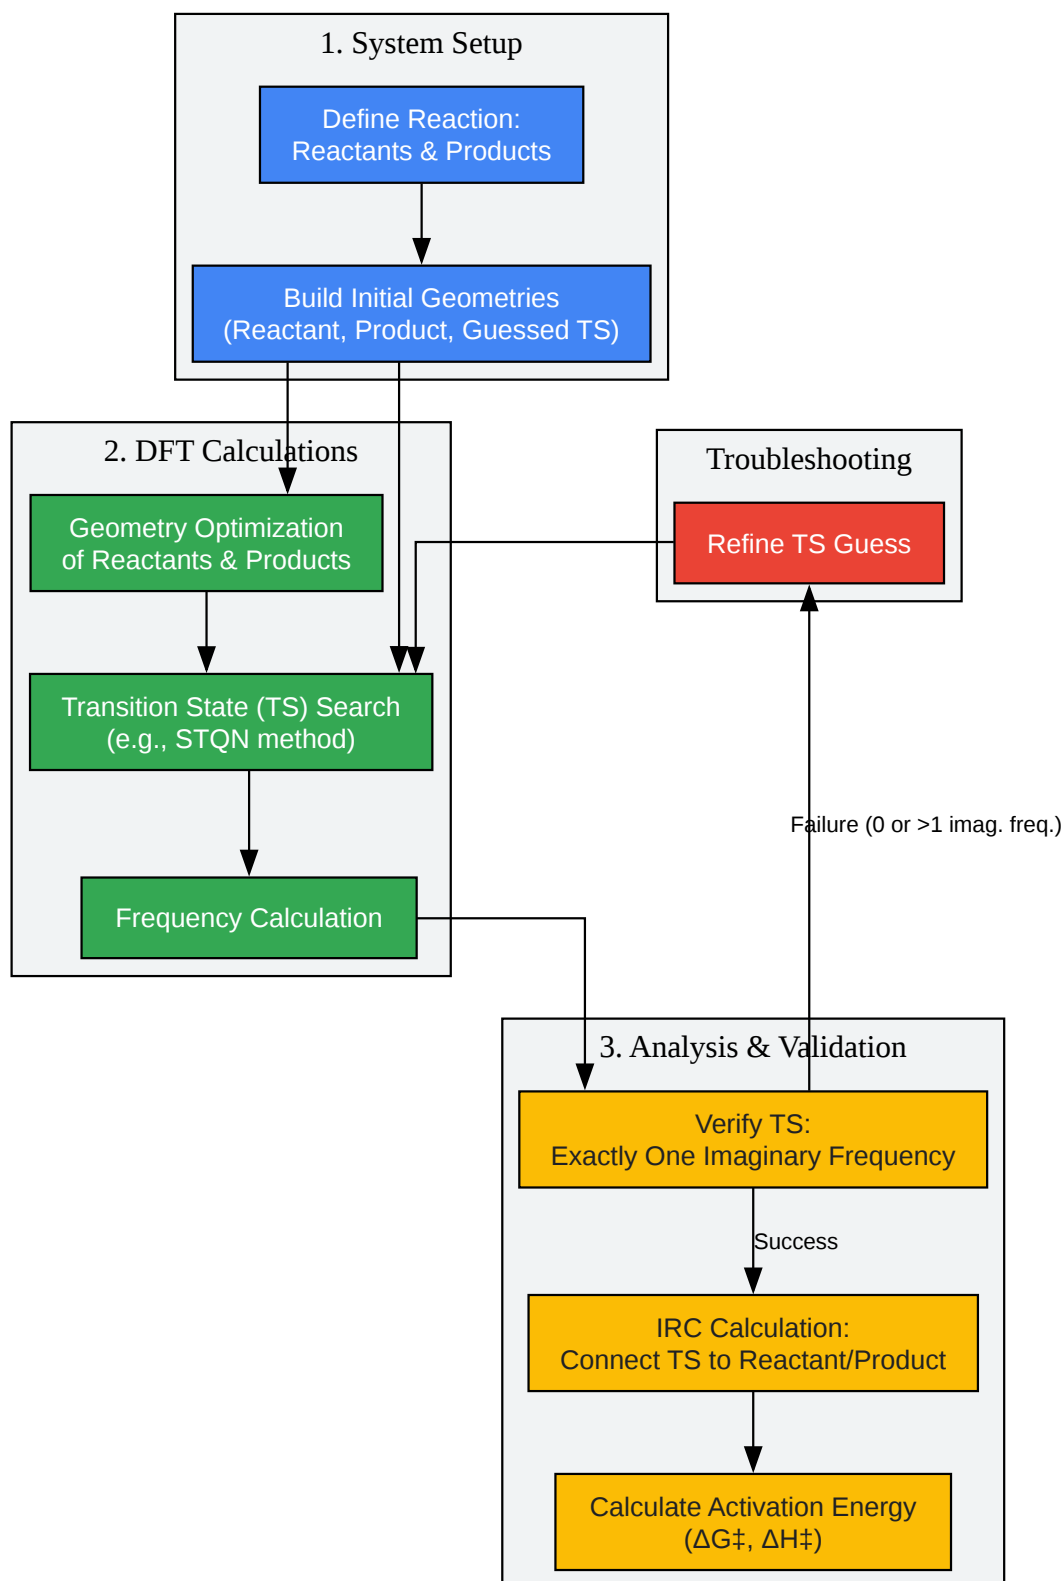 1. System Setup
Define Reaction:
Reactants & Products
Build Initial Geometries
(Reactant, Product, Guessed TS)
2. DFT Calculations
Geometry Optimization
of Reactants & Products
Transition State (TS) Search
(e.g., STQN method)
Frequency Calculation
Troubleshooting
Refine TS Guess
Failure (0 or >1 imag. freq.)
3. Analysis & Validation
Verify TS:
Exactly One Imaginary Frequency
Success
IRC Calculation:
Connect TS to Reactant/Product
Calculate Activation Energy
(ΔG‡, ΔH‡)